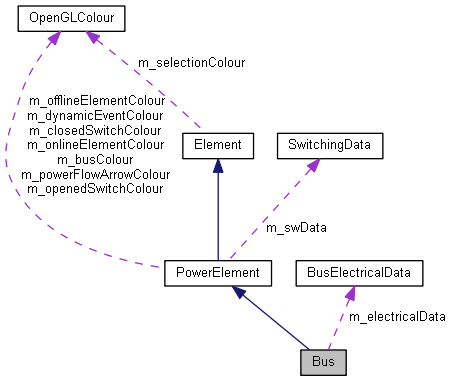 OpenGLColour
m_selectionColour
m_offlineElementColour
m_dynamicEventColour
m_closedSwitchColour
m_onlineElementColour
m_busColour
m_powerFlowArrowColour
m_openedSwitchColour
Element
SwitchingData
m_swData
PowerElement
BusElectricalData
m_electricalData
Bus